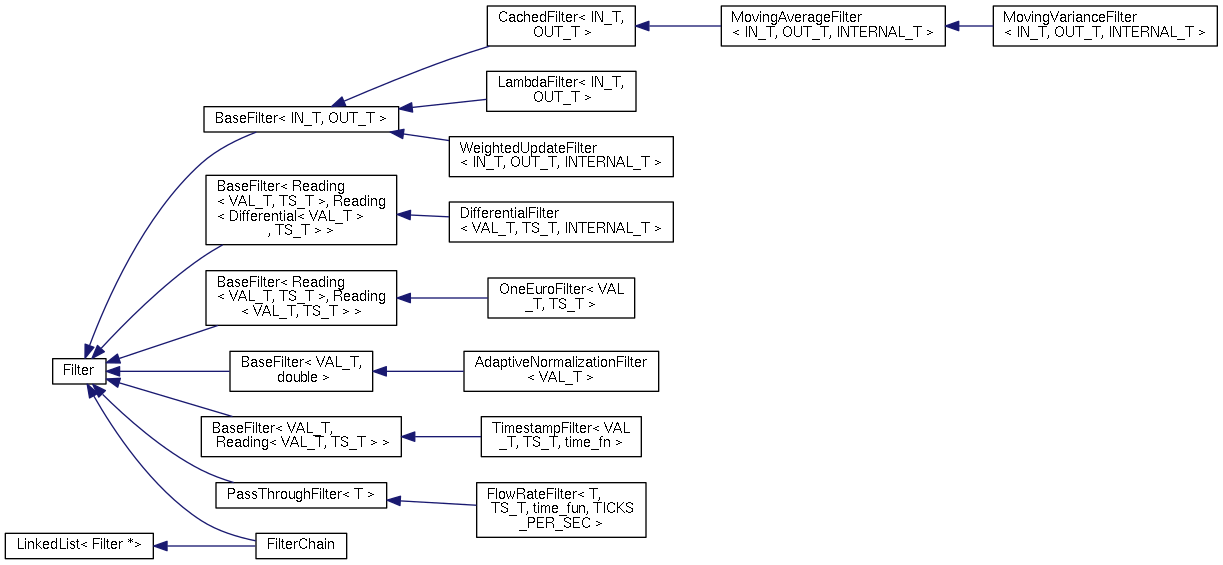 CachedFilter< IN_T,
OUT_T >
MovingAverageFilter
< IN_T, OUT_T, INTERNAL_T >
MovingVarianceFilter
< IN_T, OUT_T, INTERNAL_T >
LambdaFilter< IN_T,
OUT_T >
BaseFilter< IN_T, OUT_T >
WeightedUpdateFilter
< IN_T, OUT_T, INTERNAL_T >
BaseFilter< Reading
< VAL_T, TS_T >, Reading
< Differential< VAL_T >
, TS_T > >
DifferentialFilter
< VAL_T, TS_T, INTERNAL_T >
BaseFilter< Reading
< VAL_T, TS_T >, Reading
< VAL_T, TS_T > >
OneEuroFilter< VAL
_T, TS_T >
Filter
BaseFilter< VAL_T,
double >
AdaptiveNormalizationFilter
< VAL_T >
BaseFilter< VAL_T,
Reading< VAL_T, TS_T > >
TimestampFilter< VAL
_T, TS_T, time_fn >
PassThroughFilter< T >
FlowRateFilter< T,
TS_T, time_fun, TICKS
_PER_SEC >
LinkedList< Filter *>
FilterChain